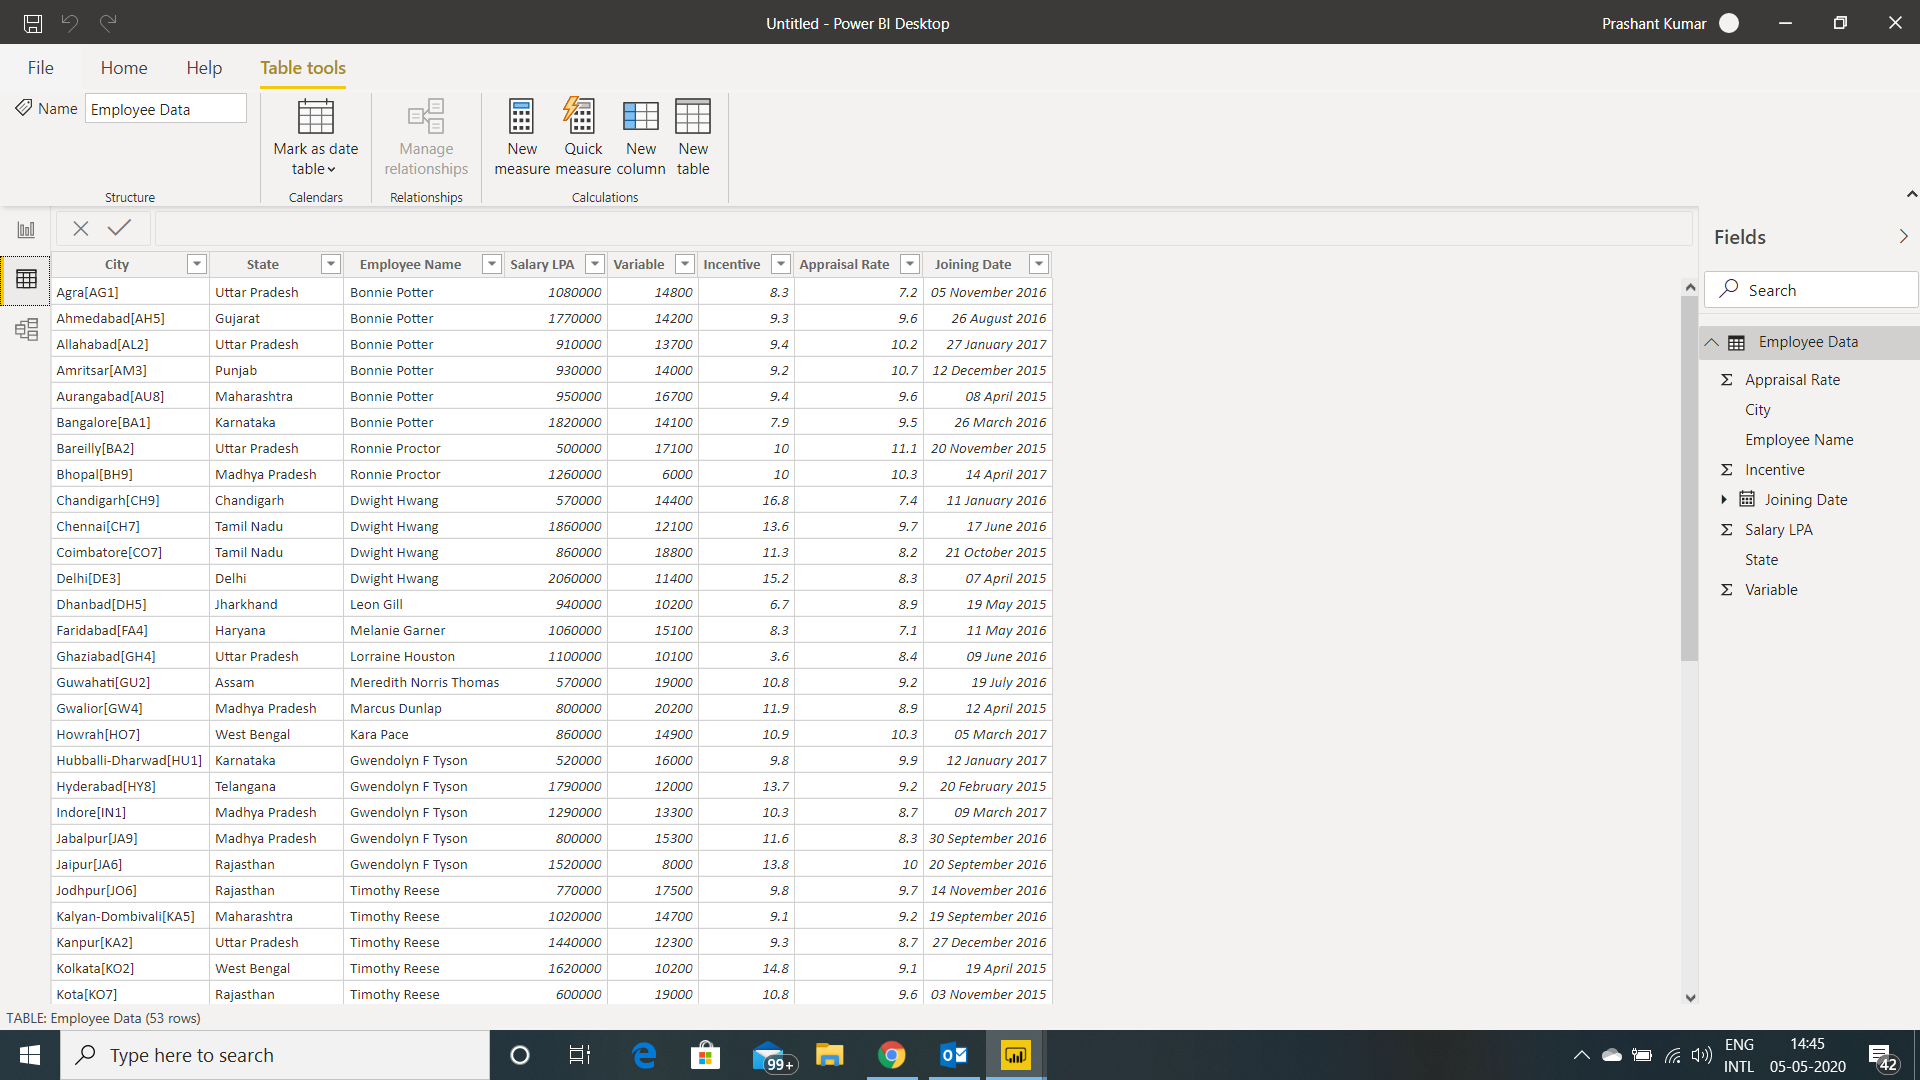 Untitled - Power BI Desktop
Prashant Kumar
File Home Help Table tools
Name Employee Data
Mark as date table
Manage relationships
New measure
Quick measure
New column
New table
Structure Calendars Relationships Calculations
Fields
Search
City State Employee Name Salary LPA Variable Incentive Appraisal Rate Joining Date
Agra[AG1] Uttar Pradesh Bonnie Potter 1080000 14800 8.3 7.2 05 November 2016
Ahmedabad[AH5] Gujarat Bonnie Potter 1770000 14200 9.3 9.6 26 August 2016
Allahabad[AL2] Uttar Pradesh Bonnie Potter 910000 13700 9.4 10.2 27 January 2017
Amritsar[AM3] Punjab Bonnie Potter 930000 14000 9.2 10.7 12 December 2015
Aurangabad[AU8] Maharashtra Bonnie Potter 950000 16700 9.4 9.6 08 April 2015
Bangalore[BA1] Karnataka Bonnie Potter 1820000 14100 7.9 9.5 26 March 2016
Bareilly[BA2] Uttar Pradesh Ronnie Proctor 500000 17100 10 11.1 20 November 2015
Bhopal[BH9] Madhya Pradesh Ronnie Proctor 1260000 6000 10 10.3 14 April 2017
Chandigarh[CH9] Chandigarh Dwight Hwang 570000 14400 16.8 7.4 11 January 2016
Chennai[CH7] Tamil Nadu Dwight Hwang 1860000 12100 13.6 9.7 17 June 2016
Coimbatore[CO7] Tamil Nadu Dwight Hwang 860000 18800 11.3 8.2 21 October 2015
Delhi[DE3] Delhi Dwight Hwang 2060000 11400 15.2 8.3 07 April 2015
Dhanbad[DH5] Jharkhand Leon Gill 940000 10200 6.7 8.9 19 May 2015
Faridabad[FA4] Haryana Melanie Garner 1060000 15100 8.3 7.1 11 May 2016
Ghaziabad[GH4] Uttar Pradesh Lorraine Houston 1100000 10100 3.6 8.4 09 June 2016
Guwahati[GU2] Assam Meredith Norris Thomas 570000 19000 10.8 9.2 19 July 2016
Gwalior[GW4] Madhya Pradesh Marcus Dunlap 800000 20200 11.9 8.9 12 April 2015
Howrah[HO7] West Bengal Kara Pace 860000 14900 10.9 10.3 05 March 2017
Hubballi-Dharwad[HU1] Karnataka Gwendolyn F Tyson 520000 16000 9.8 9.9 12 January 2017
Hyderabad[HY8] Telangana Gwendolyn F Tyson 1790000 12000 13.7 9.2 20 February 2015
Indore[IN1] Madhya Pradesh Gwendolyn F Tyson 1290000 13300 10.3 8.7 09 March 2017
Jabalpur[JA9] Madhya Pradesh Gwendolyn F Tyson 800000 15300 11.6 8.3 30 September 2016
Jaipur[JA6] Rajasthan Gwendolyn F Tyson 1520000 8000 13.8 10 20 September 2016
Jodhpur[JO6] Rajasthan Timothy Reese 770000 17500 9.8 9.7 14 November 2016
Kalyan-Dombivali[KA5] Maharashtra Timothy Reese 1020000 14700 9.1 9.2 19 September 2016
Kanpur[KA2] Uttar Pradesh Timothy Reese 1440000 12300 9.3 8.7 27 December 2016
Kolkata[KO2] West Bengal Timothy Reese 1620000 10200 14.8 9.1 19 April 2015
Kota[KO7] Rajasthan Timothy Reese 600000 19000 10.8 9.6 03 November 2015
Employee Data
Σ Appraisal Rate
City
Employee Name
Σ Incentive
Joining Date
Σ Salary LPA
State
Σ Variable
TABLE: Employee Data (53 rows)
Type here to search
99+
ENG
INTL
14:45
05-05-2020
42